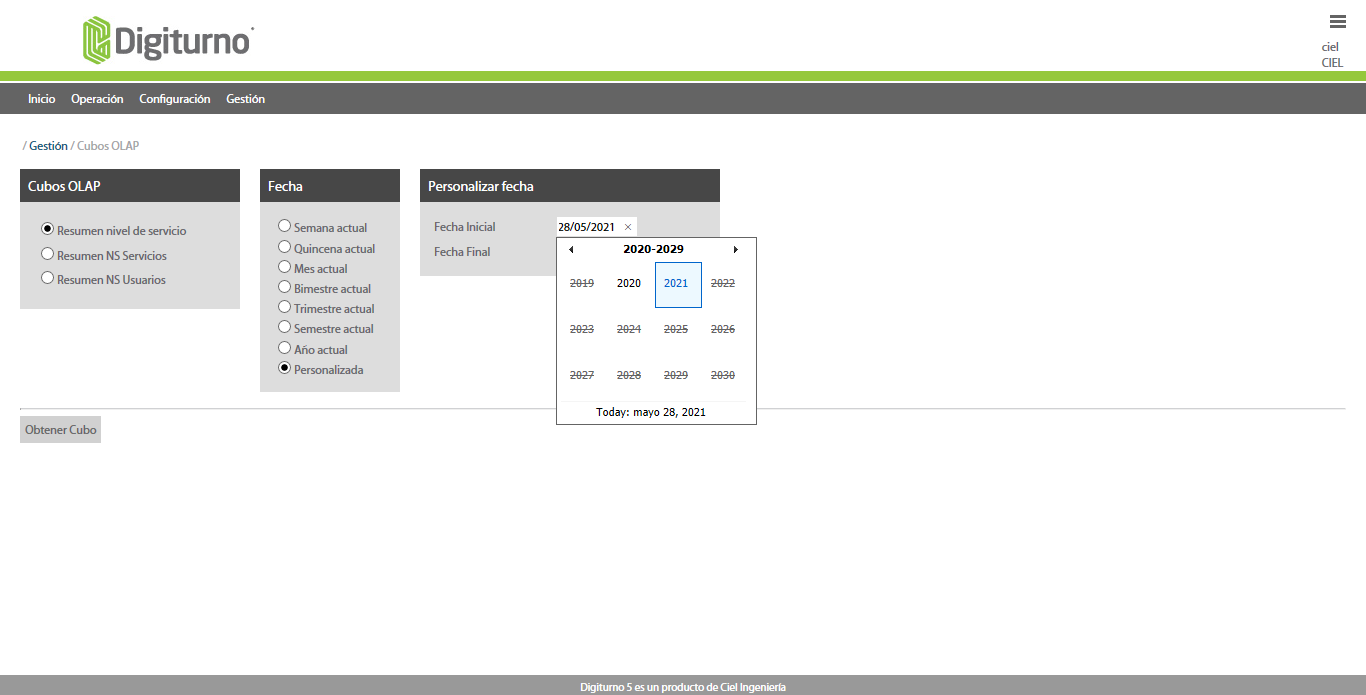 Digiturno
ciel
CIEL
Inicio Operación Configuración Gestión
/ Gestión / Cubos OLAP
Cubos OLAP
Resumen nivel de servicio
Resumen NS Servicios
Resumen NS Usuarios
Fecha
Semana actual
Quincena actual
Mes actual
Bimestre actual
Trimestre actual
Semestre actual
Año actual
Personalizada
Personalizar fecha
Fecha Inicial 28/05/2021 ×
Fecha Final
2020-2029
2019 2020 2021 2022
2023 2024 2025 2026
2027 2028 2029 2030
Today: mayo 28, 2021
Obtener Cubo
Digiturno 5 es un producto de Ciel Ingeniería